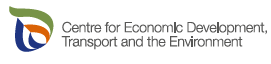 Centre for Economic Development,
Transport and the Environment